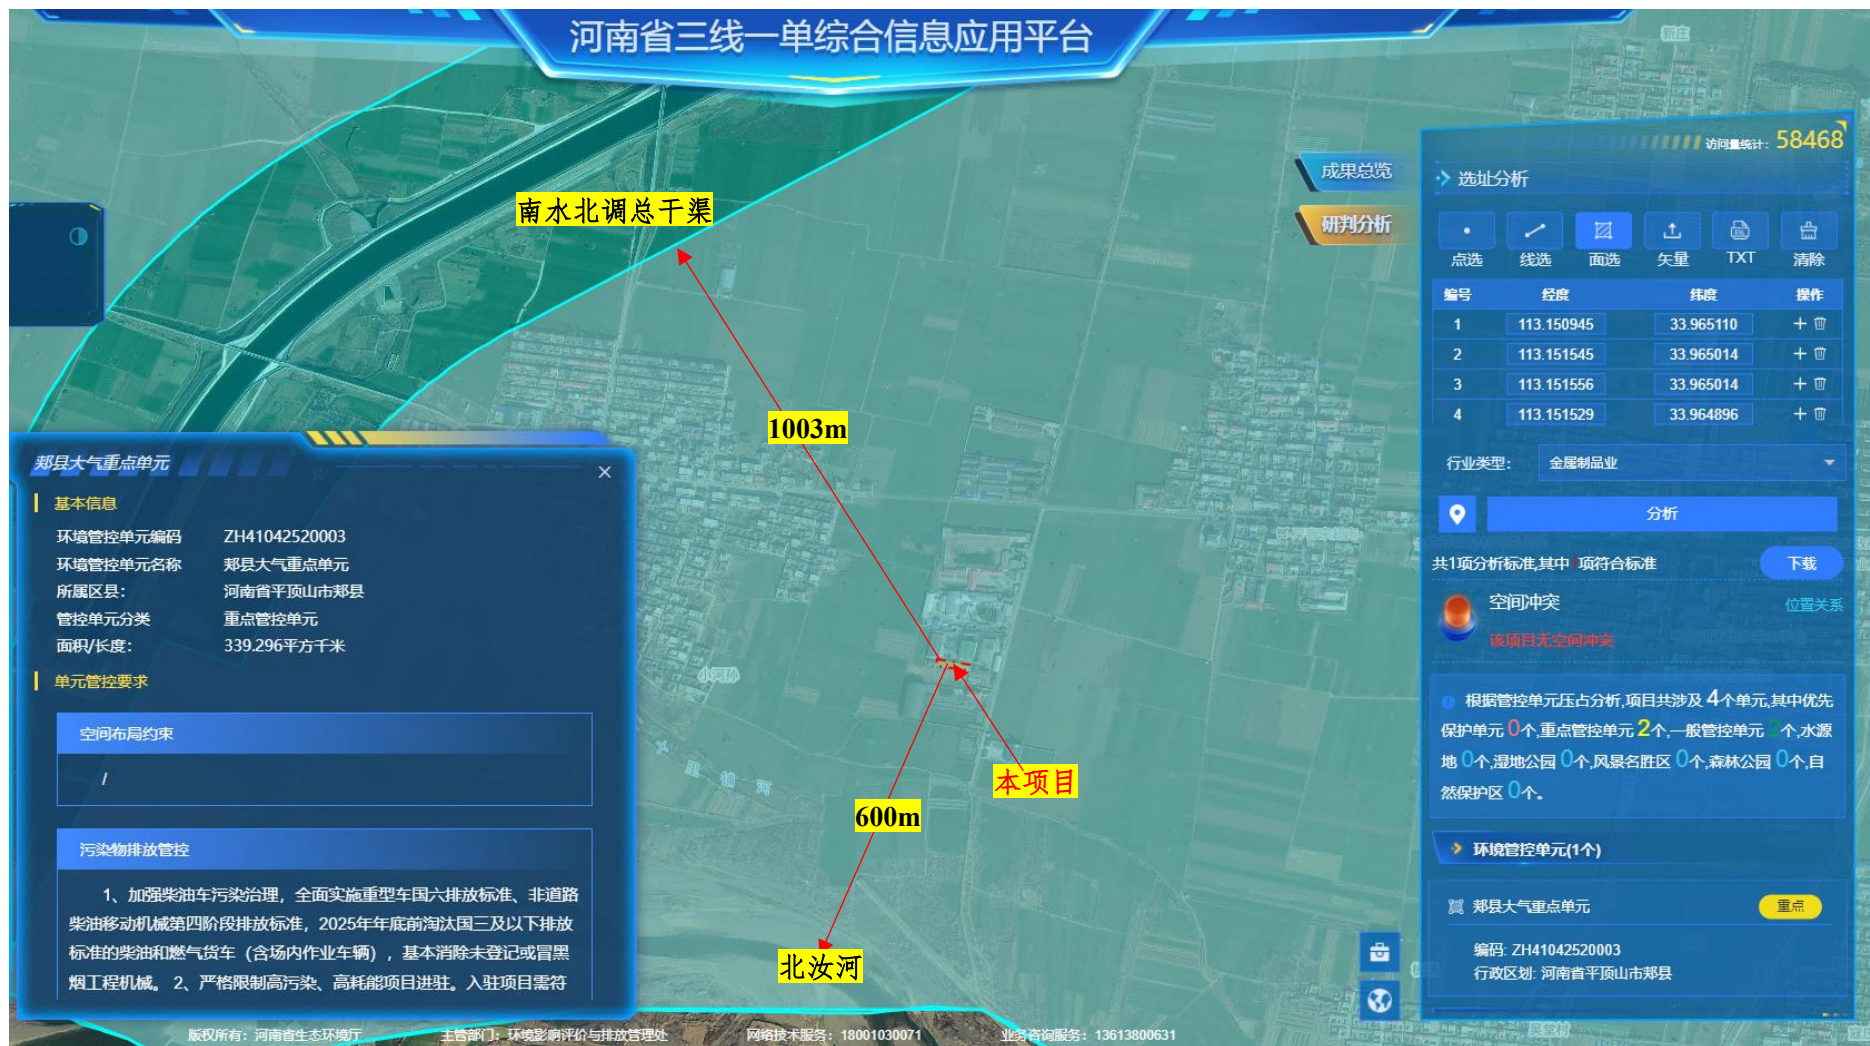 河南省三线一单综合信息应用平台
新庄
访问量统计: 58468
成果总览
研判分析
选址分析
点选 线选 面选 矢量 TXT 清除
编号 经度 纬度 操作
1 113.150945 33.965110
2 113.151545 33.965014
3 113.151556 33.965014
4 113.151529 33.964896
行业类型: 金属制品业
分析
共1项分析标准,其中 项符合标准
下载
空间冲突
位置关系
该项目无空间冲突
根据管控单元压占分析,项目共涉及 4个单元,其中优先
保护单元 0个,重点管控单元 2个,一般管控单元 2个,水源
地 0个,湿地公园 0个,风景名胜区 0个,森林公园 0个,自
然保护区 0个。
环境管控单元(1个)
郏县大气重点单元
重点
编码: ZH41042520003
行政区划: 河南省平顶山市郏县
南水北调总干渠
1003m
小河孙
本项目
600m
叉里铺河
北汝河
郏县大气重点单元
基本信息
环境管控单元编码 ZH41042520003
环境管控单元名称 郏县大气重点单元
所属区县: 河南省平顶山市郏县
管控单元分类 重点管控单元
面积/长度: 339.296平方千米
单元管控要求
空间布局约束
/
污染物排放管控
1、加强柴油车污染治理，全面实施重型车国六排放标准、非道路
柴油移动机械第四阶段排放标准，2025年年底前淘汰国三及以下排放
标准的柴油和燃气货车（含场内作业车辆）, 基本消除未登记或冒黑
烟工程机械。 2、严格限制高污染、高耗能项目进驻。入驻项目需符
版权所有: 河南省生态环境厅
主管部门: 环境影响评价与排放管理处
网络技术服务: 18001030071
业务咨询服务: 13613800631